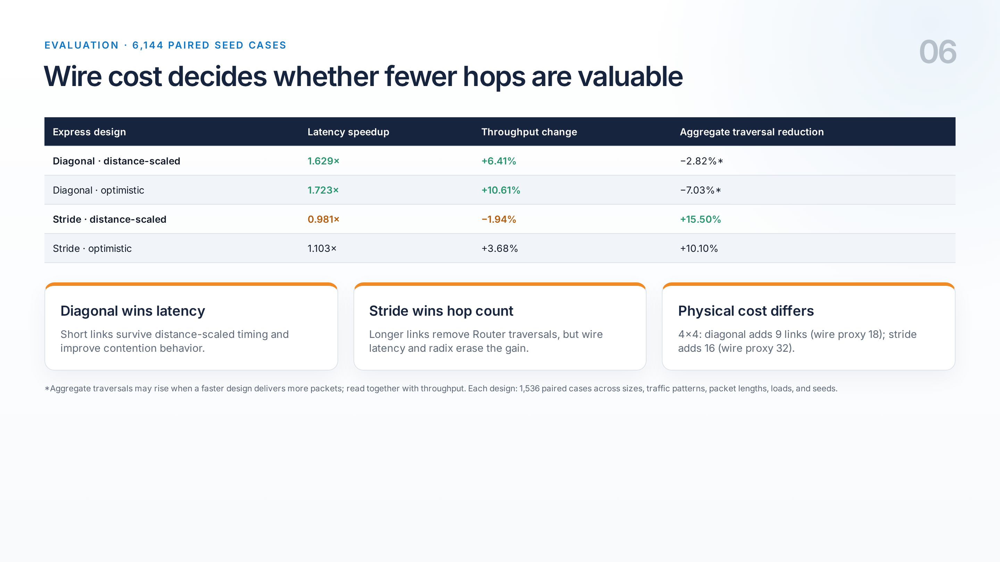 EVALUATION · 6,144 PAIRED SEED CASES
06
Wire cost decides whether fewer hops are valuable
Express design Latency speedup Throughput change Aggregate traversal reduction
Diagonal · distance-scaled 1.629× +6.41% −2.82%*
Diagonal · optimistic 1.723× +10.61% −7.03%*
Stride · distance-scaled 0.981× −1.94% +15.50%
Stride · optimistic 1.103× +3.68% +10.10%
Diagonal wins latency
Short links survive distance-scaled timing and
improve contention behavior.
Stride wins hop count
Longer links remove Router traversals, but wire
latency and radix erase the gain.
Physical cost differs
4×4: diagonal adds 9 links (wire proxy 18); stride
adds 16 (wire proxy 32).
*Aggregate traversals may rise when a faster design delivers more packets; read together with throughput. Each design: 1,536 paired cases across sizes, traffic patterns, packet lengths, loads, and seeds.